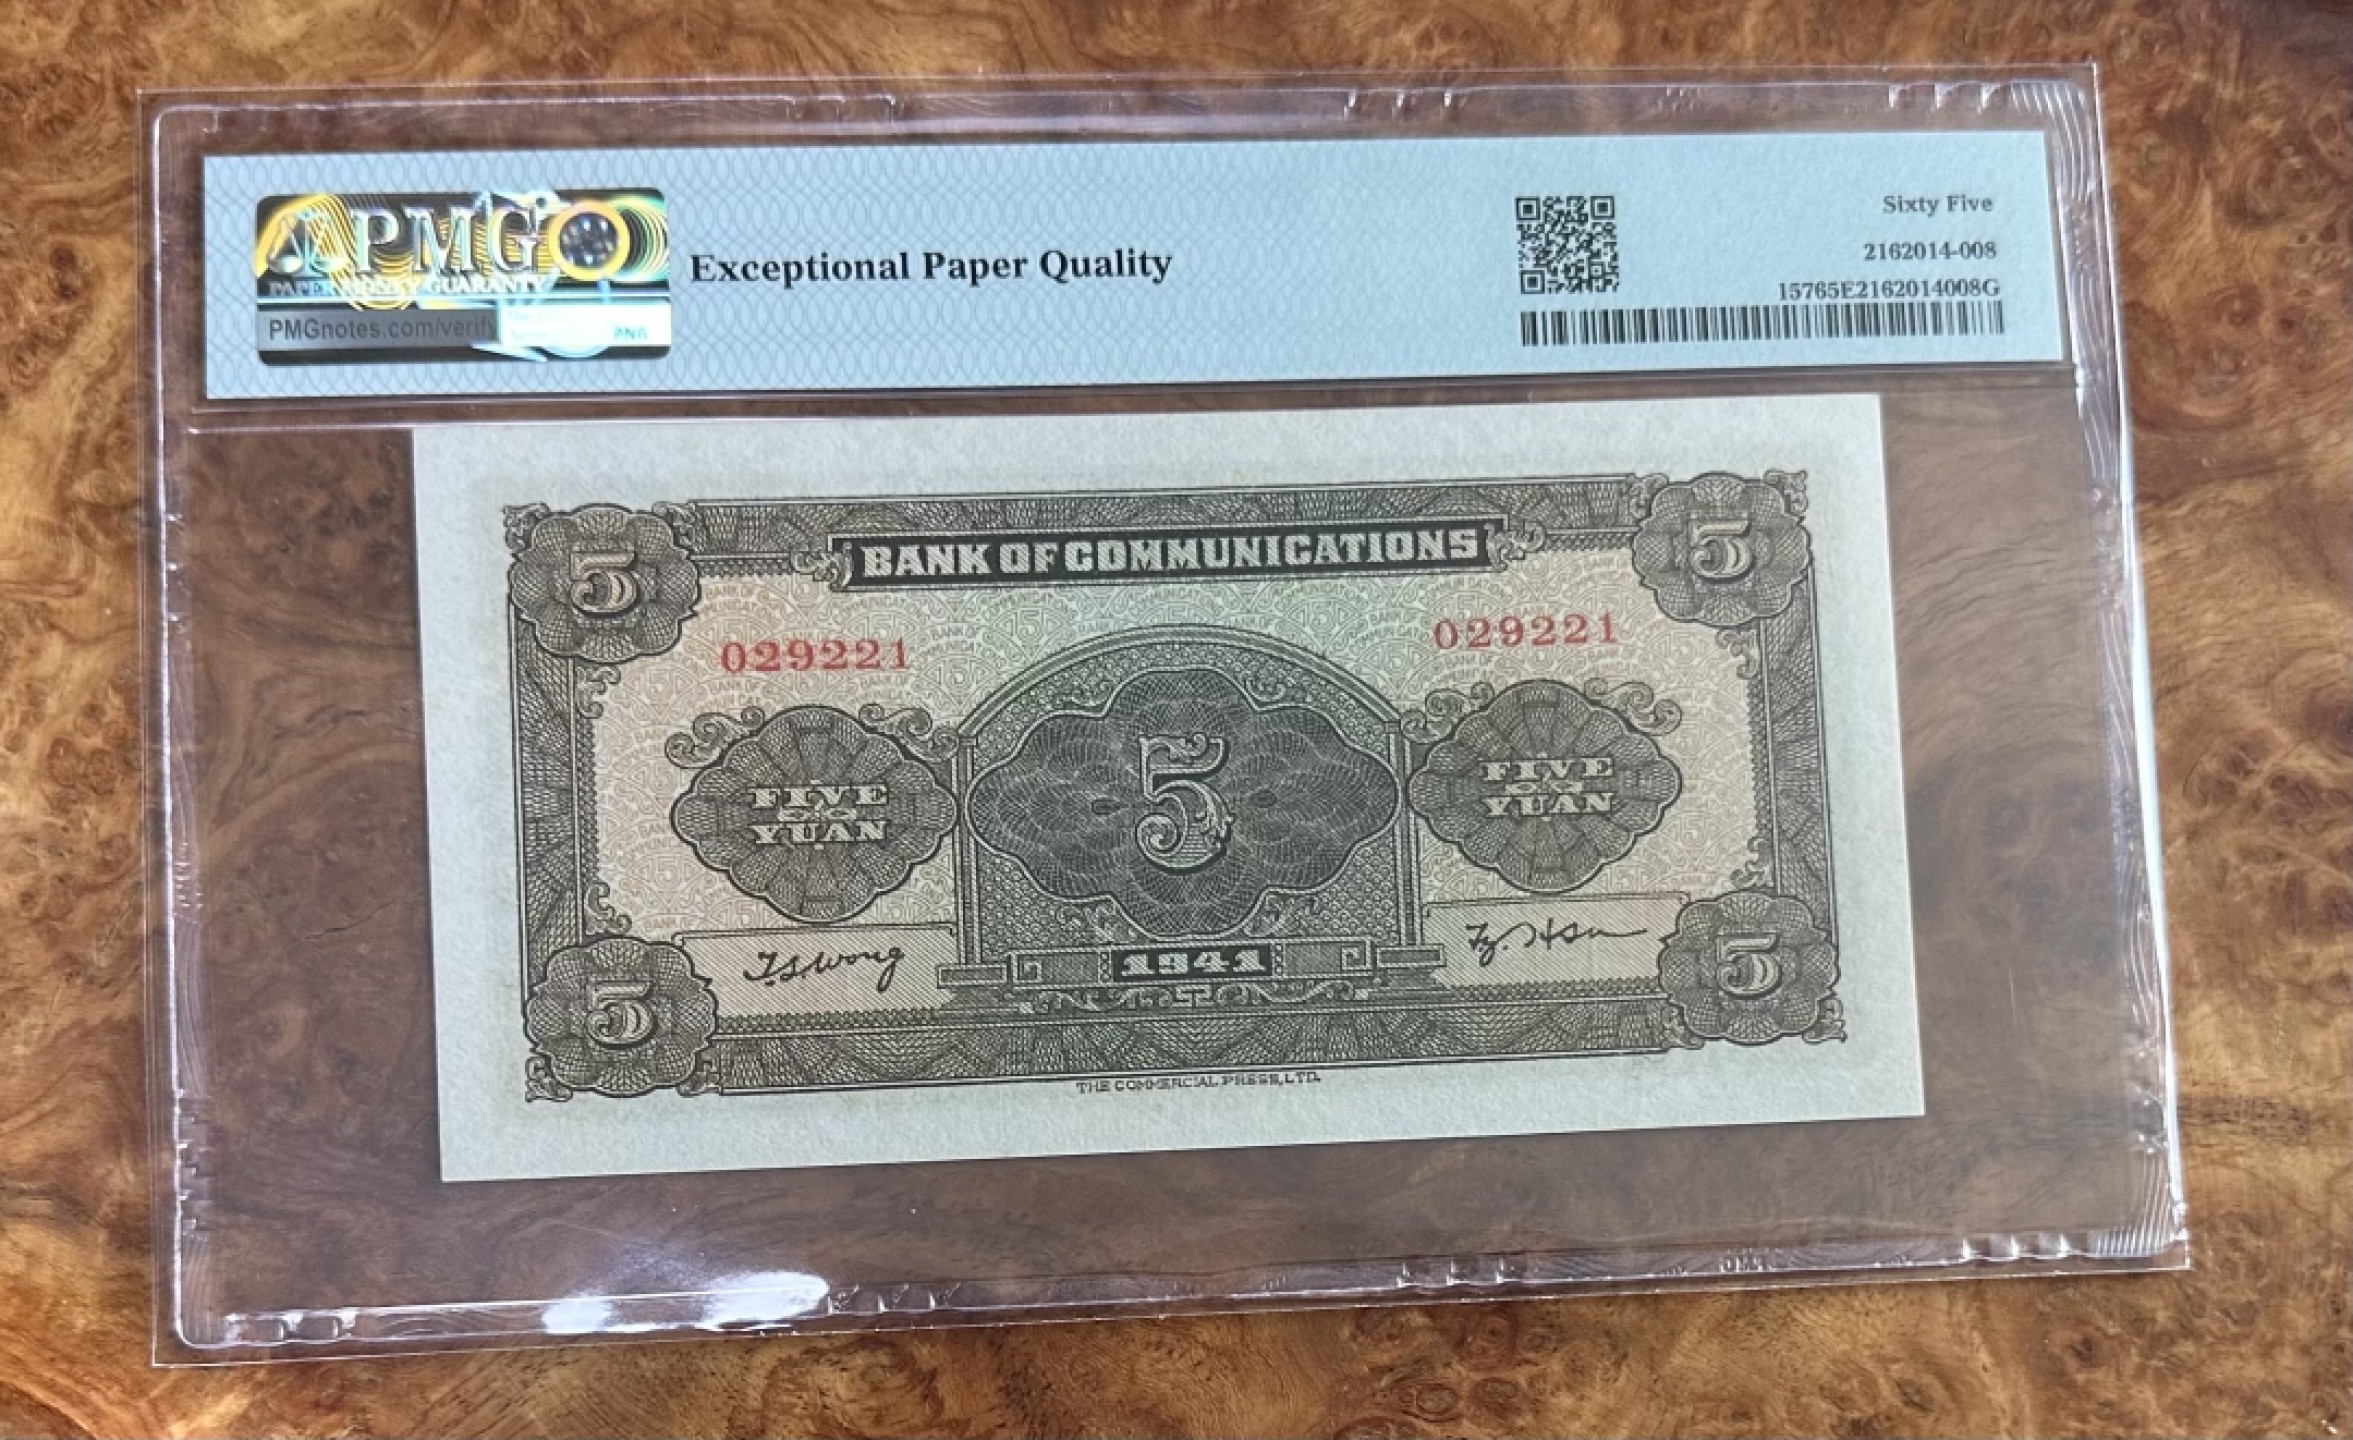 PMG
PAPER MONEY GUARANTY
PMGnotes.com/verify
Exceptional Paper Quality
Sixty Five
2162014-008
15765E2162014008G
5
5
BANK OF COMMUNICATIONS
029221
029221
FIVE
YUAN
5
FIVE
YUAN
T.S.Wong
1941
5
5
THE COMMERCIAL PRESS, LTD.